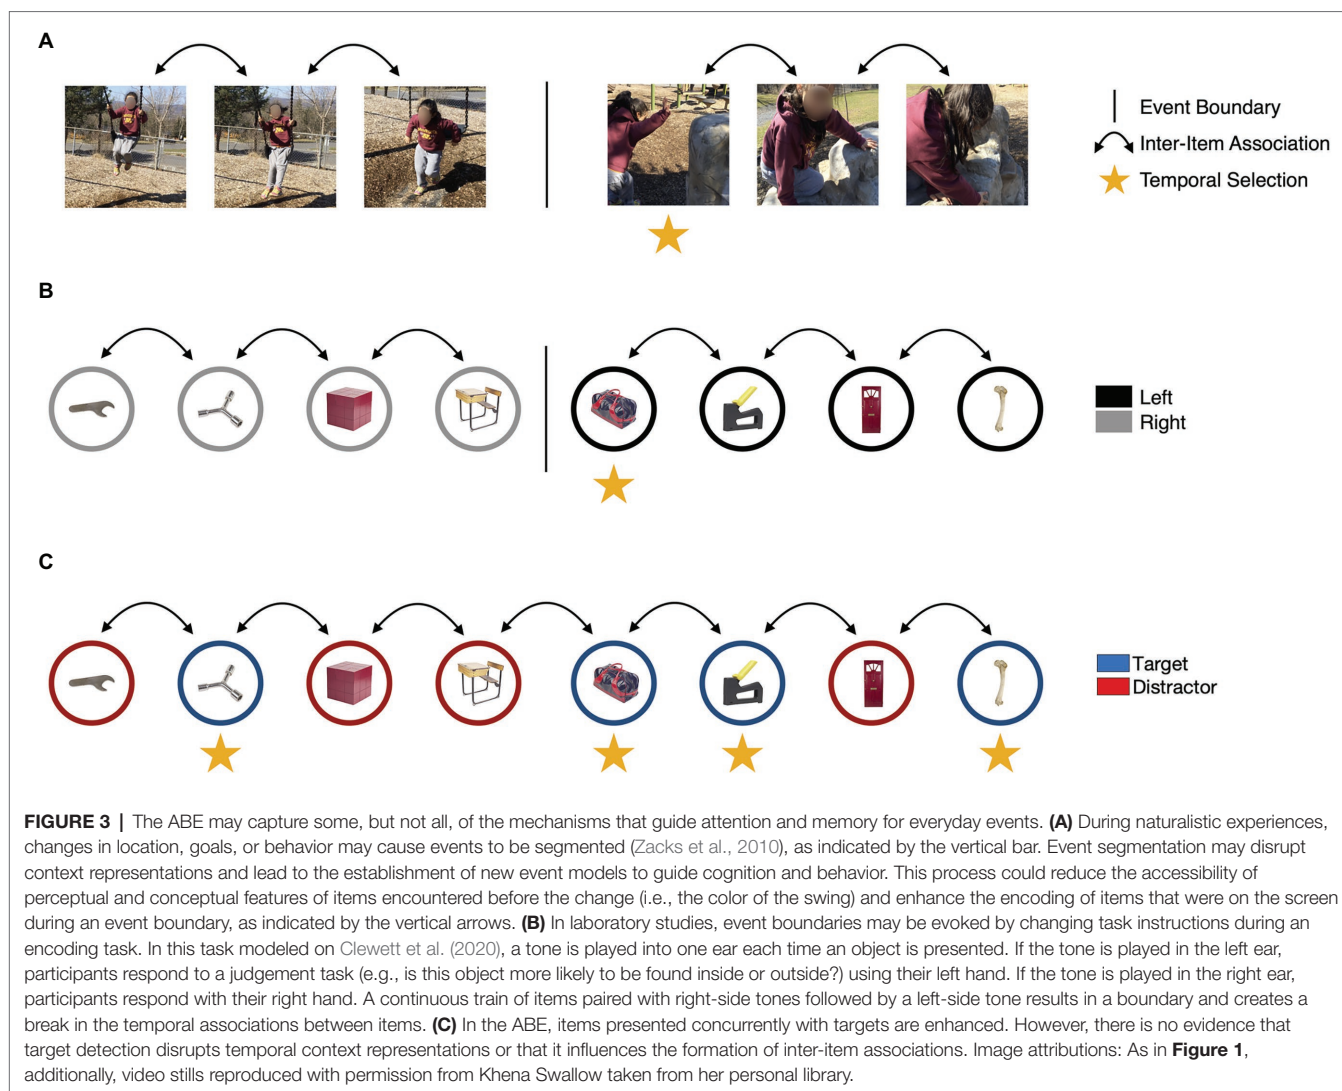 A
Event Boundary
Inter-Item Association
Temporal Selection
B
Left
Right
C
Target
Distractor
FIGURE 3 | The ABE may capture some, but not all, of the mechanisms that guide attention and memory for everyday events. (A) During naturalistic experiences,
changes in location, goals, or behavior may cause events to be segmented (Zacks et al., 2010), as indicated by the vertical bar. Event segmentation may disrupt
context representations and lead to the establishment of new event models to guide cognition and behavior. This process could reduce the accessibility of
perceptual and conceptual features of items encountered before the change (i.e., the color of the swing) and enhance the encoding of items that were on the screen
during an event boundary, as indicated by the vertical arrows. (B) In laboratory studies, event boundaries may be evoked by changing task instructions during an
encoding task. In this task modeled on Clewett et al. (2020), a tone is played into one ear each time an object is presented. If the tone is played in the left ear,
participants respond to a judgement task (e.g., is this object more likely to be found inside or outside?) using their left hand. If the tone is played in the right ear,
participants respond with their right hand. A continuous train of items paired with right-side tones followed by a left-side tone results in a boundary and creates a
break in the temporal associations between items. (C) In the ABE, items presented concurrently with targets are enhanced. However, there is no evidence that
target detection disrupts temporal context representations or that it influences the formation of inter-item associations. Image attributions: As in Figure 1,
additionally, video stills reproduced with permission from Khena Swallow taken from her personal library.